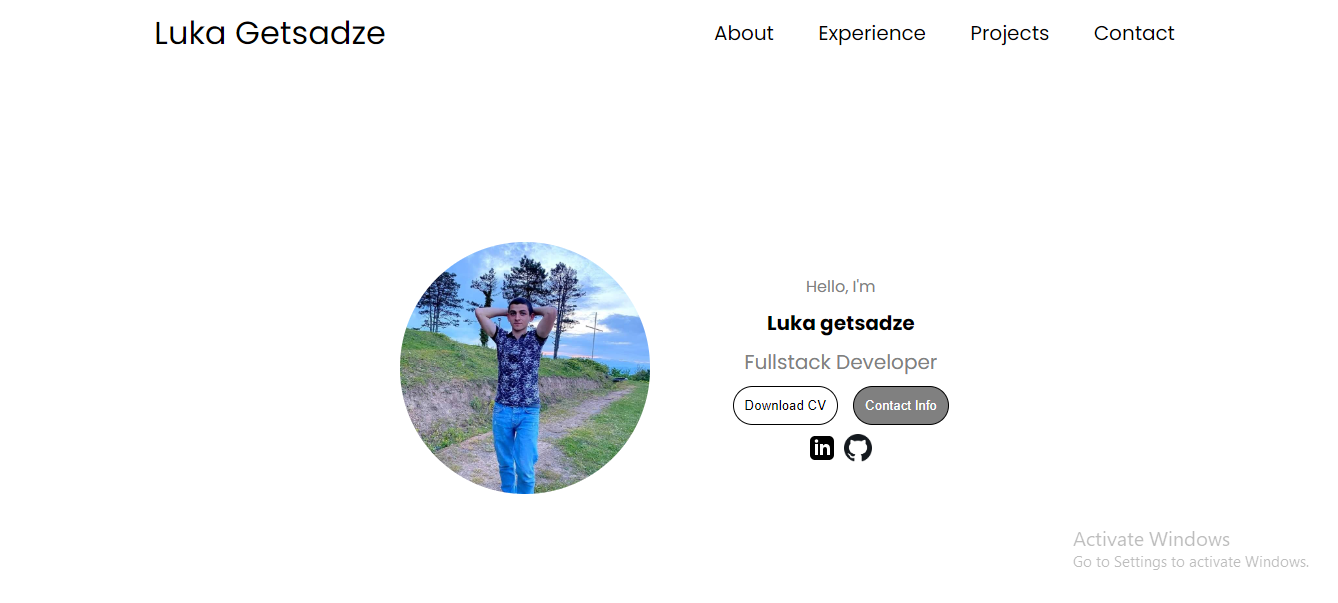 Luka Getsadze
About Experience Projects Contact
Hello, I'm
Luka getsadze
Fullstack Developer
Download CV Contact Info
in
Activate Windows
Go to Settings to activate Windows.